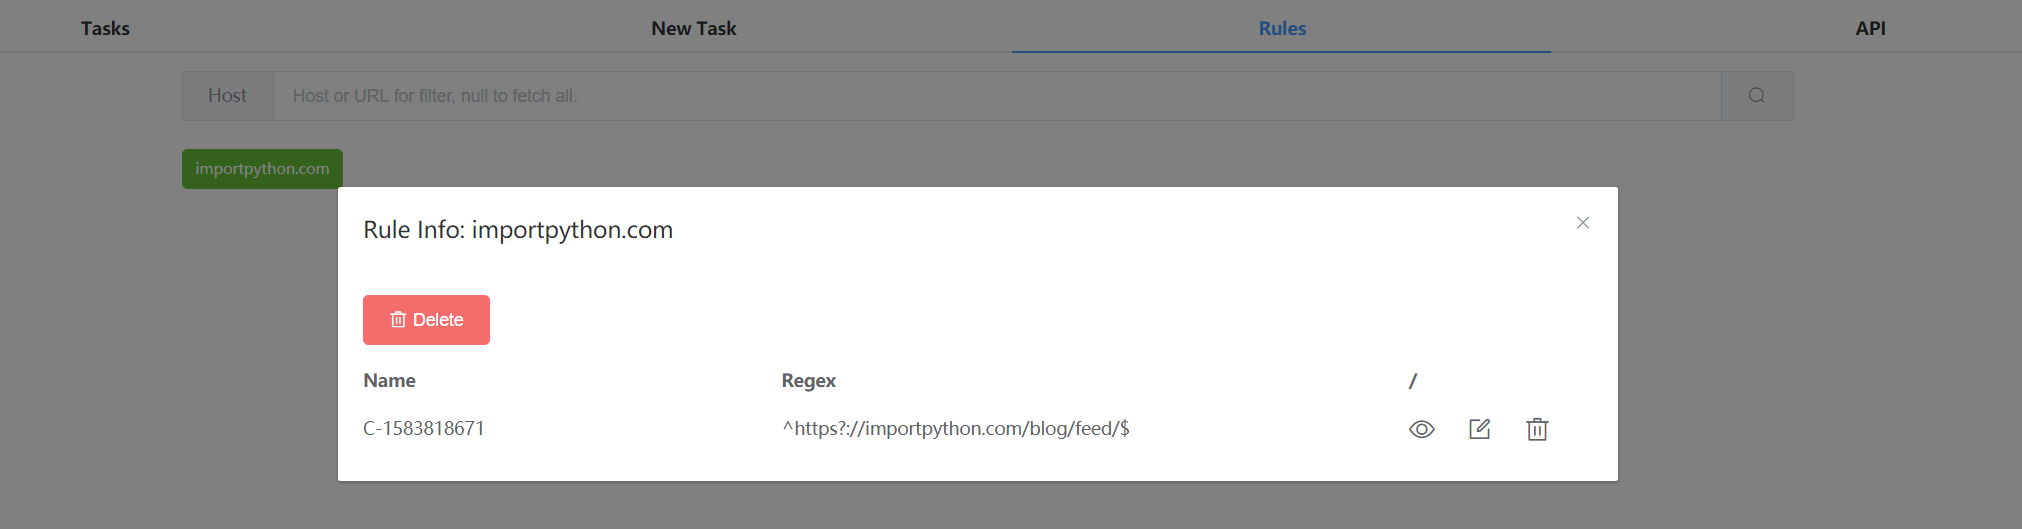 Tasks New Task Rules API
Host Host or URL for filter, null to fetch all.
importpython.com
Rule Info: importpython.com
Delete
Name Regex /
C-1583818671 ^https?://importpython.com/blog/feed/$